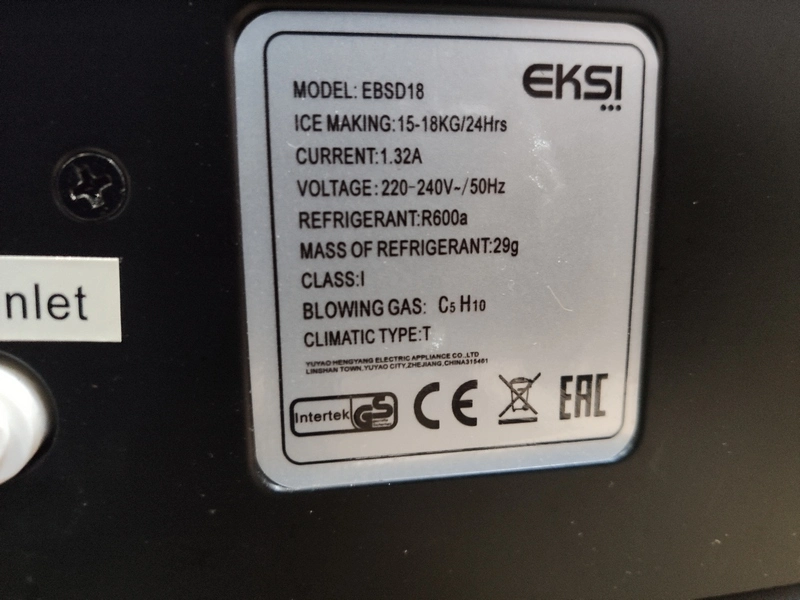 EKSI
MODEL: EBSD18
ICE MAKING:15-18KG/24Hrs
CURRENT:1.32A
VOLTAGE:220-240V~/50Hz
REFRIGERANT:R600a
MASS OF REFRIGERANT:29g
CLASS:I
BLOWING GAS: C5 H10
CLIMATIC TYPE:T
YUYAO HENGYANG ELECTRIC APPLIANCE CO.,LTD
LINSHAN TOWN,YUYAO CITY,ZHEJIANG,CHINA315461
Intertek GS CE EAC
nlet